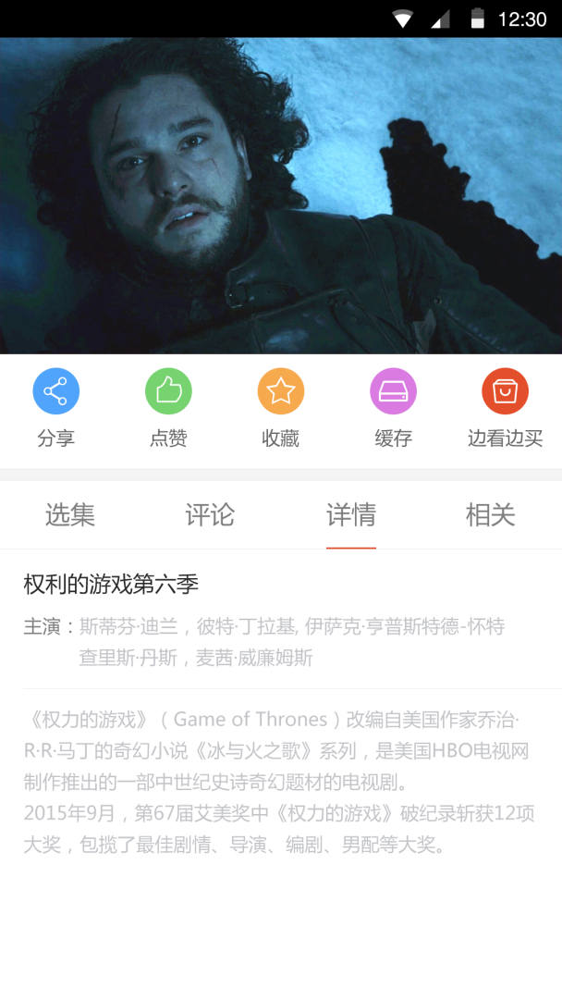 12:30
分享 点赞 收藏 缓存 边看边买
选集 评论 详情 相关
权利的游戏第六季
主演：斯蒂芬·迪兰，彼特·丁拉基, 伊萨克·亨普斯特德-怀特
查里斯·丹斯，麦茜·威廉姆斯
《权力的游戏》（Game of Thrones）改编自美国作家乔治·
R·R·马丁的奇幻小说《冰与火之歌》系列，是美国HBO电视网
制作推出的一部中世纪史诗奇幻题材的电视剧。
2015年9月，第67届艾美奖中《权力的游戏》破纪录斩获12项
大奖，包揽了最佳剧情、导演、编剧、男配等大奖。